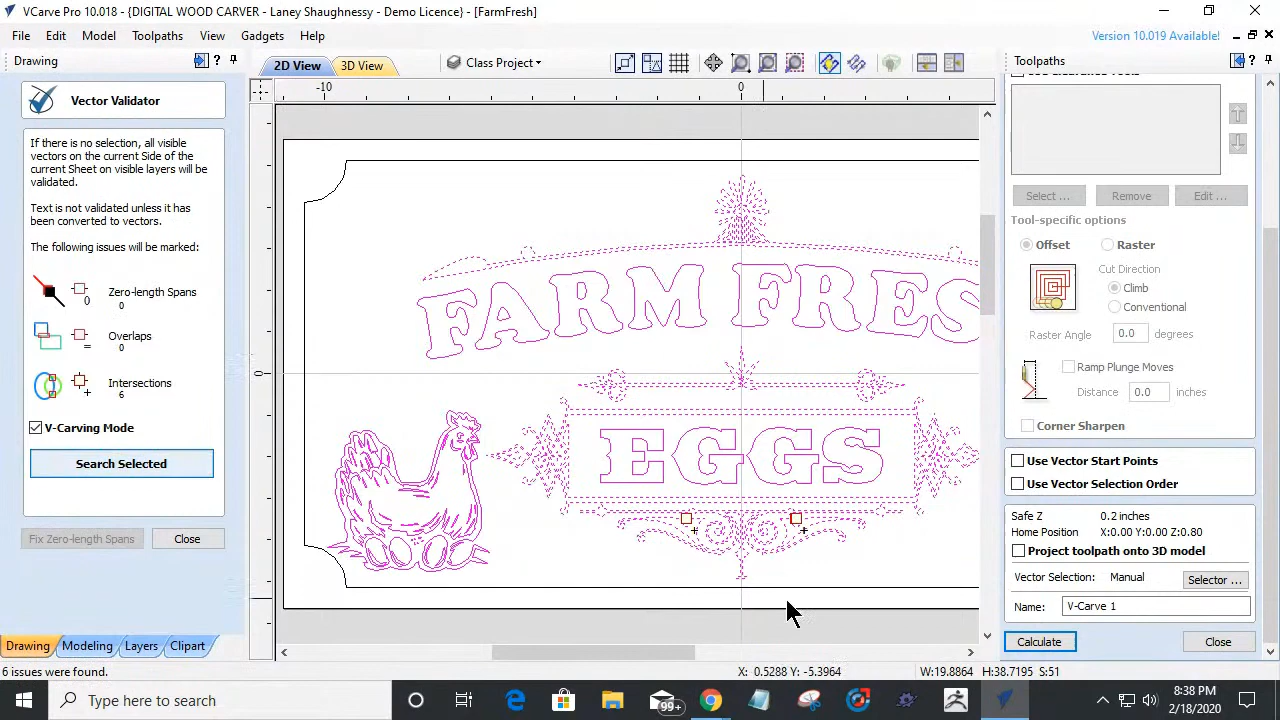 VCarve Pro 10.018 - {DIGITAL WOOD CARVER - Laney Shaughnessy - Demo Licence} - [FarmFresh]
File Edit Model Toolpaths View Gadgets Help
Version 10.019 Available!
Drawing
2D View
3D View
Class Project
Toolpaths
Vector Validator
If there is no selection, all visible
vectors on the current Side of the
current Sheet on visible layers will be
validated.
Text is not validated unless it has
been converted to vectors.
The following issues will be marked:
0
Zero-length Spans
0
=
Overlaps
0
+
Intersections
6
V-Carving Mode
Search Selected
Fix Zero-length Spans
Close
Drawing
Modeling
Layers
Clipart
6 issues were found.
-10
0
0
FARM FRES
EGGS
Select ...
Remove
Edit ...
Tool-specific options
Offset
Raster
Cut Direction
Climb
Conventional
Raster Angle
0.0
degrees
Ramp Plunge Moves
Distance
0.0
inches
Corner Sharpen
Use Vector Start Points
Use Vector Selection Order
Safe Z
0.2 inches
Home Position
X:0.00 Y:0.00 Z:0.80
Project toolpath onto 3D model
Vector Selection:
Manual
Selector ...
Name:
V-Carve 1
Calculate
Close
X: 0.5288 Y: -5.3964
W:19.8864 H:38.7195 S:51
Type here to search
99+
8:38 PM
2/18/2020